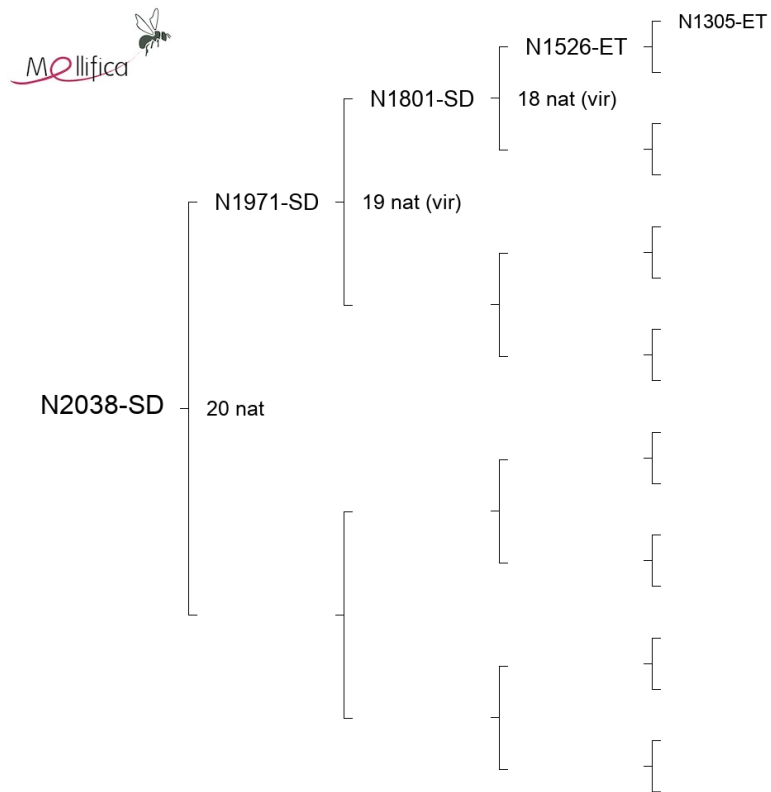 Mellifica
N1305-ET
N1526-ET
N1801-SD
18 nat (vir)
N1971-SD
19 nat (vir)
N2038-SD
20 nat